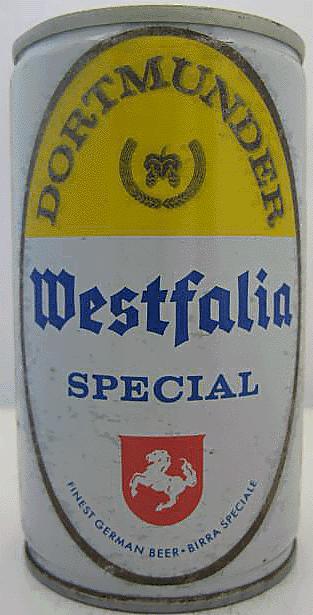 DORTMUNDER
Westfalia
SPECIAL
FINEST GERMAN BEER • BIRRA SPECIALE